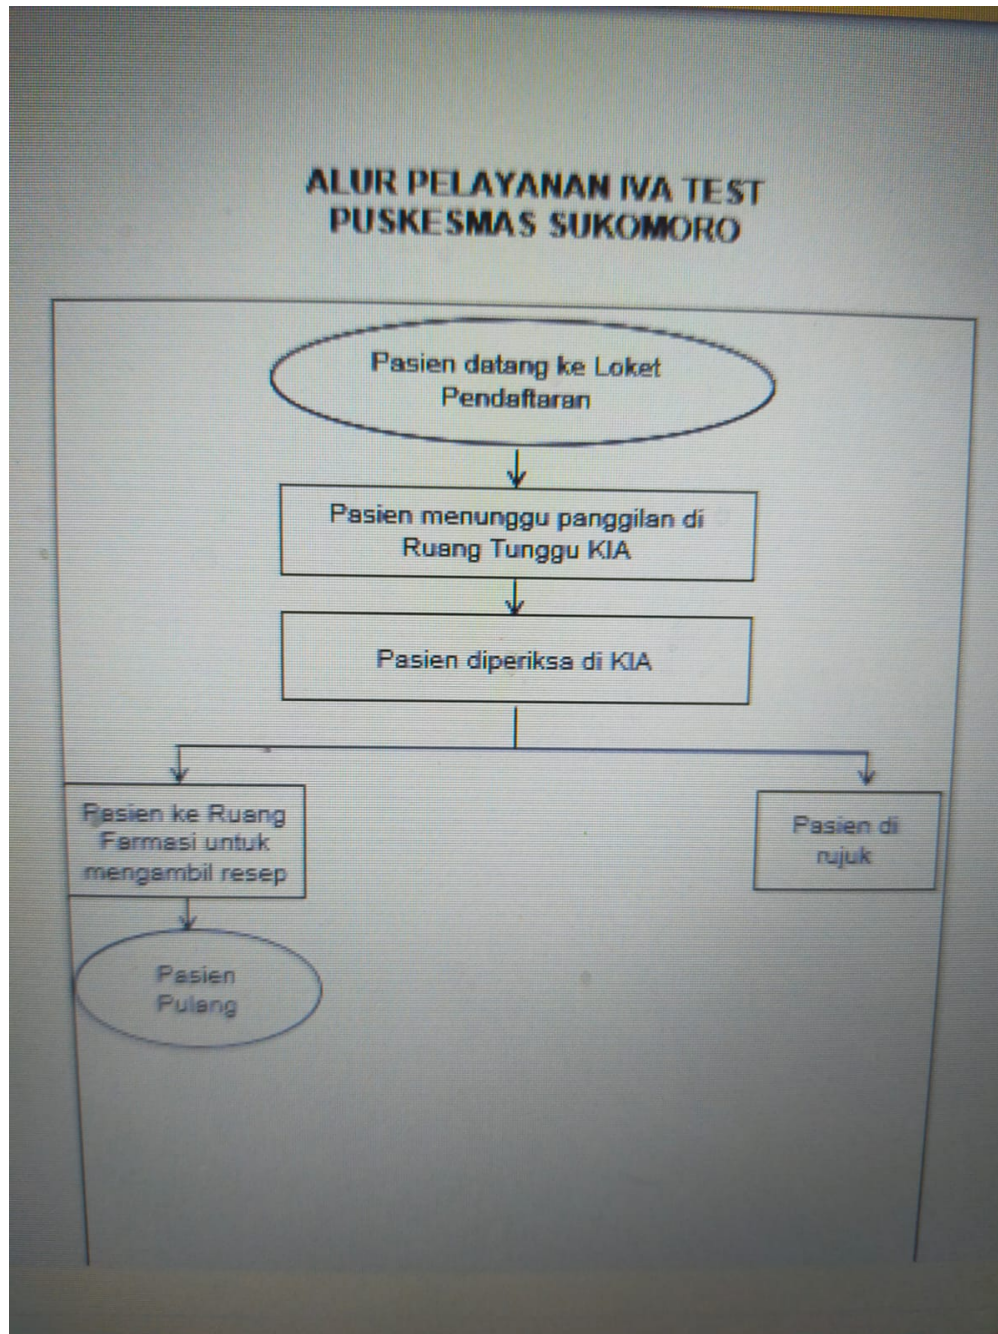 ALUR PELAYANAN IVA TEST
PUSKESMAS SUKOMORO
Pasien datang ke Loket
Pendaftaran
Pasien menunggu panggilan di
Ruang Tunggu KIA
Pasien diperiksa di KIA
Pasien ke Ruang
Farmasi untuk
mengambil resep
Pasien di
rujuk
Pasien
Pulang